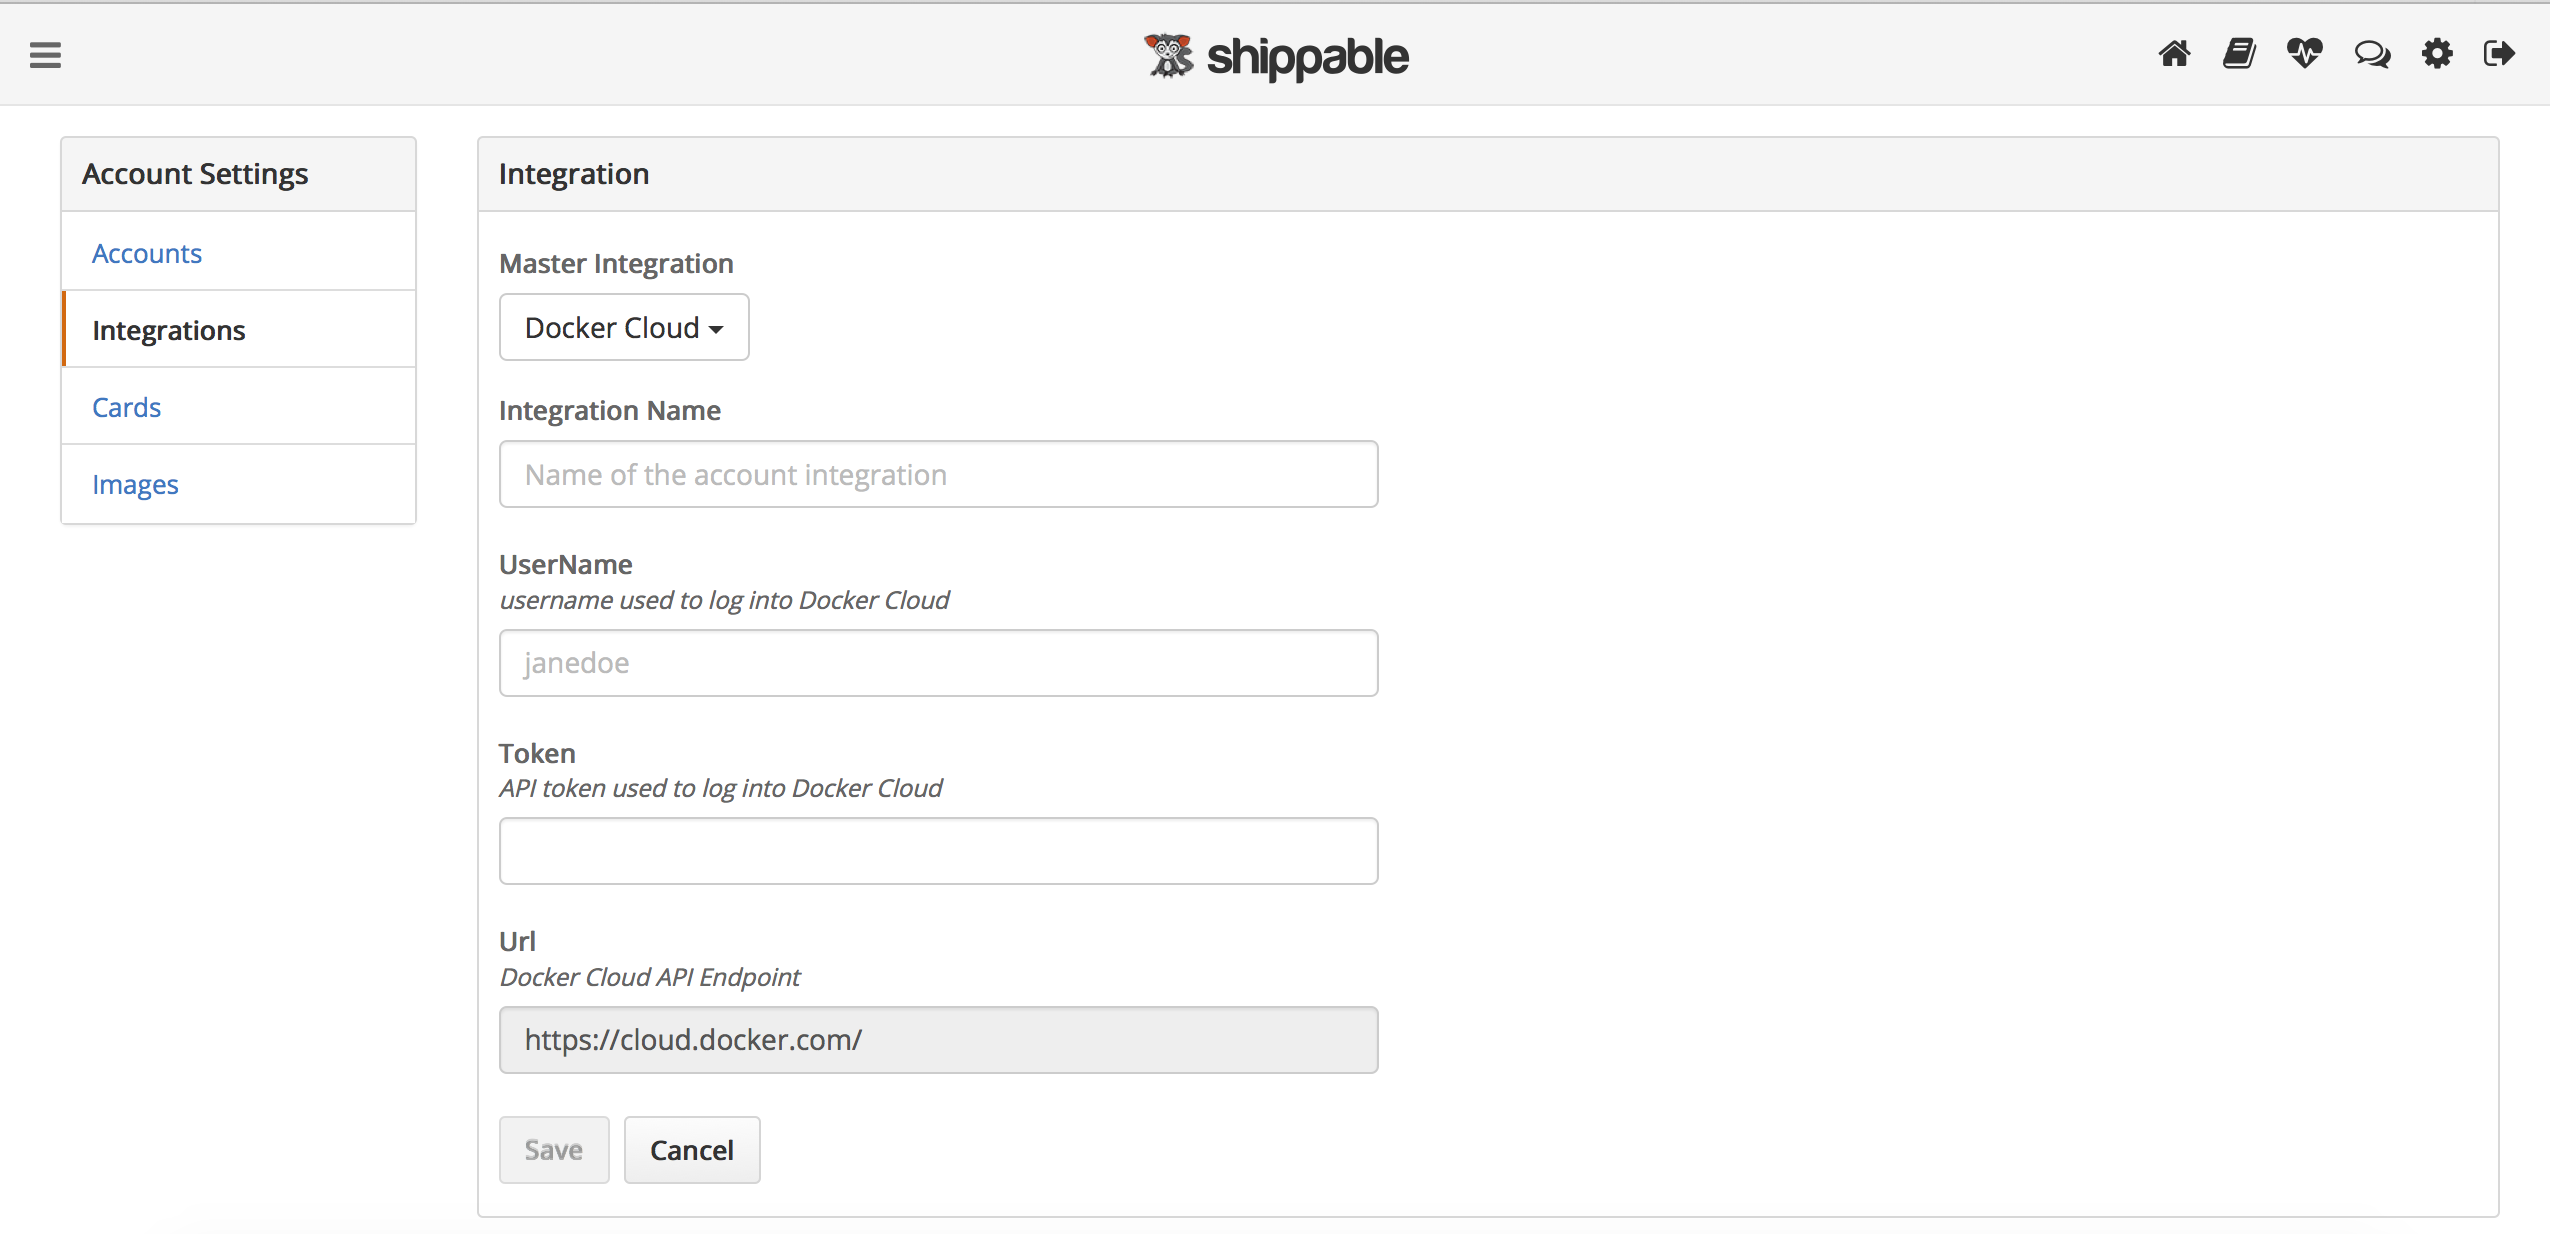 shippable
Account Settings
Accounts
Integrations
Cards
Images
Integration
Master Integration
Docker Cloud
Integration Name
Name of the account integration
UserName
username used to log into Docker Cloud
janedoe
Token
API token used to log into Docker Cloud
Url
Docker Cloud API Endpoint
https://cloud.docker.com/
Save Cancel